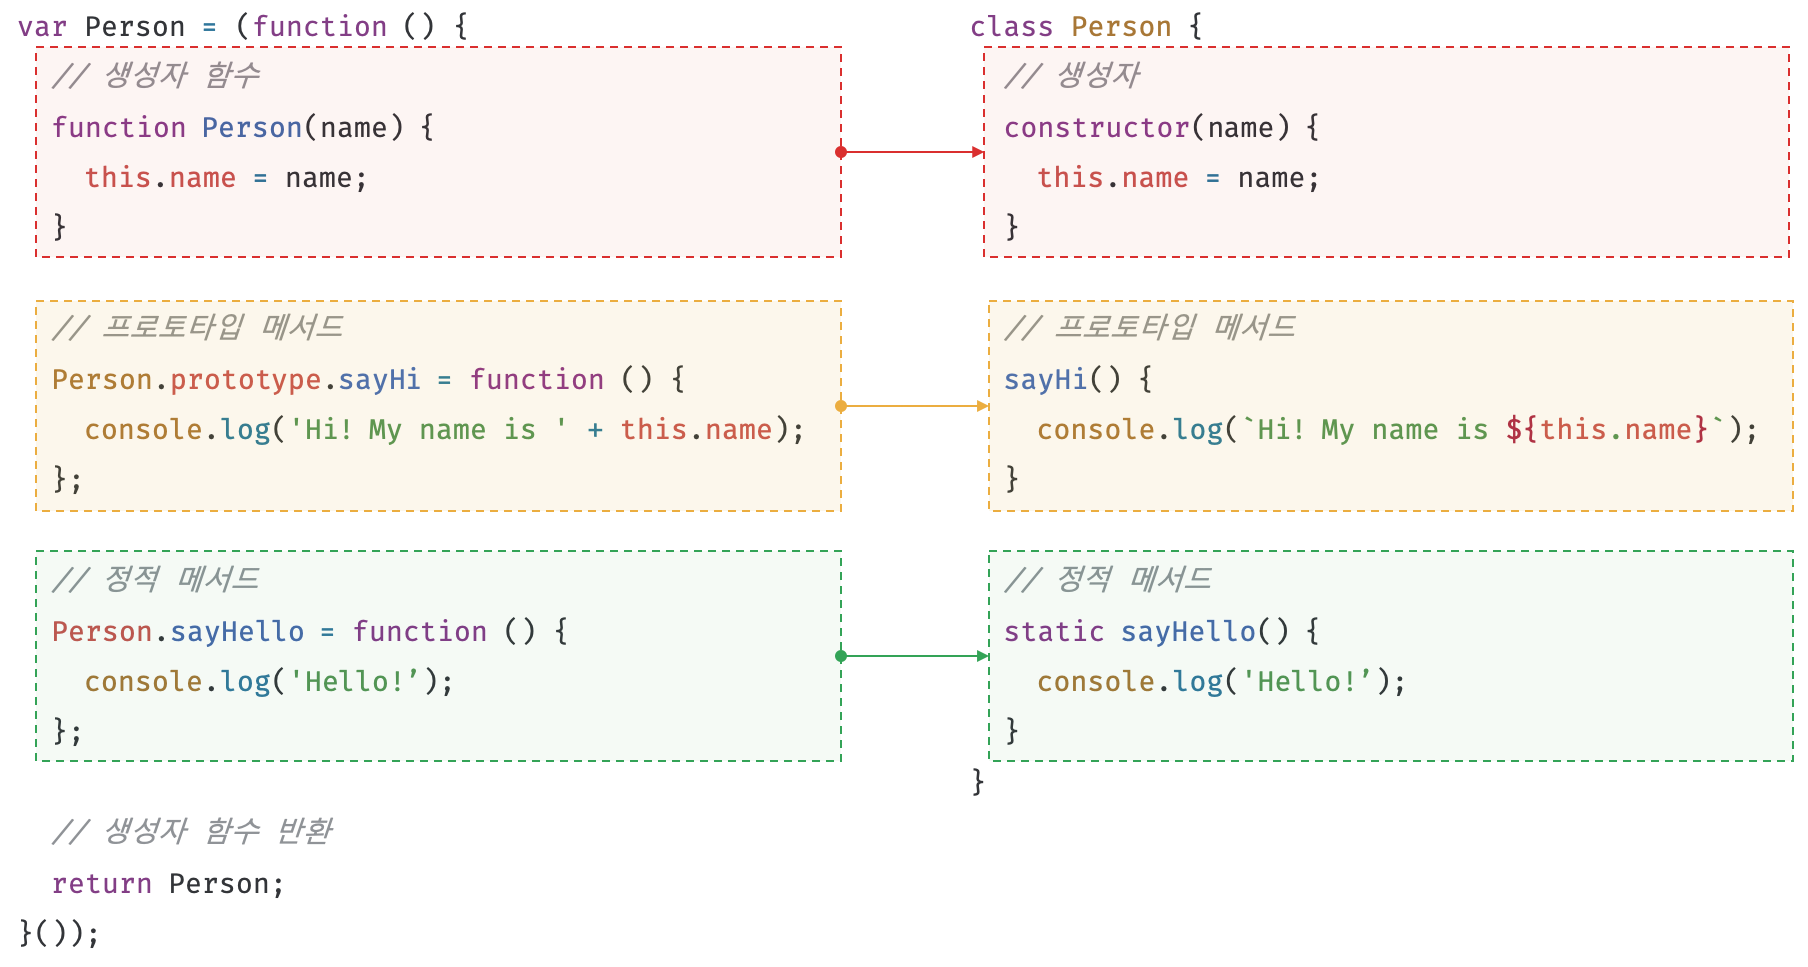 var Person = (function () {
// 생성자 함수
function Person(name) {
this.name = name;
}
// 프로토타입 메서드
Person.prototype.sayHi = function () {
console.log('Hi! My name is ' + this.name);
};
// 정적 메서드
Person.sayHello = function () {
console.log('Hello!’);
};
// 생성자 함수 반환
return Person;
}());
class Person {
// 생성자
constructor(name) {
this.name = name;
}
// 프로토타입 메서드
sayHi() {
console.log(`Hi! My name is ${this.name}`);
}
// 정적 메서드
static sayHello() {
console.log('Hello!’);
}
}